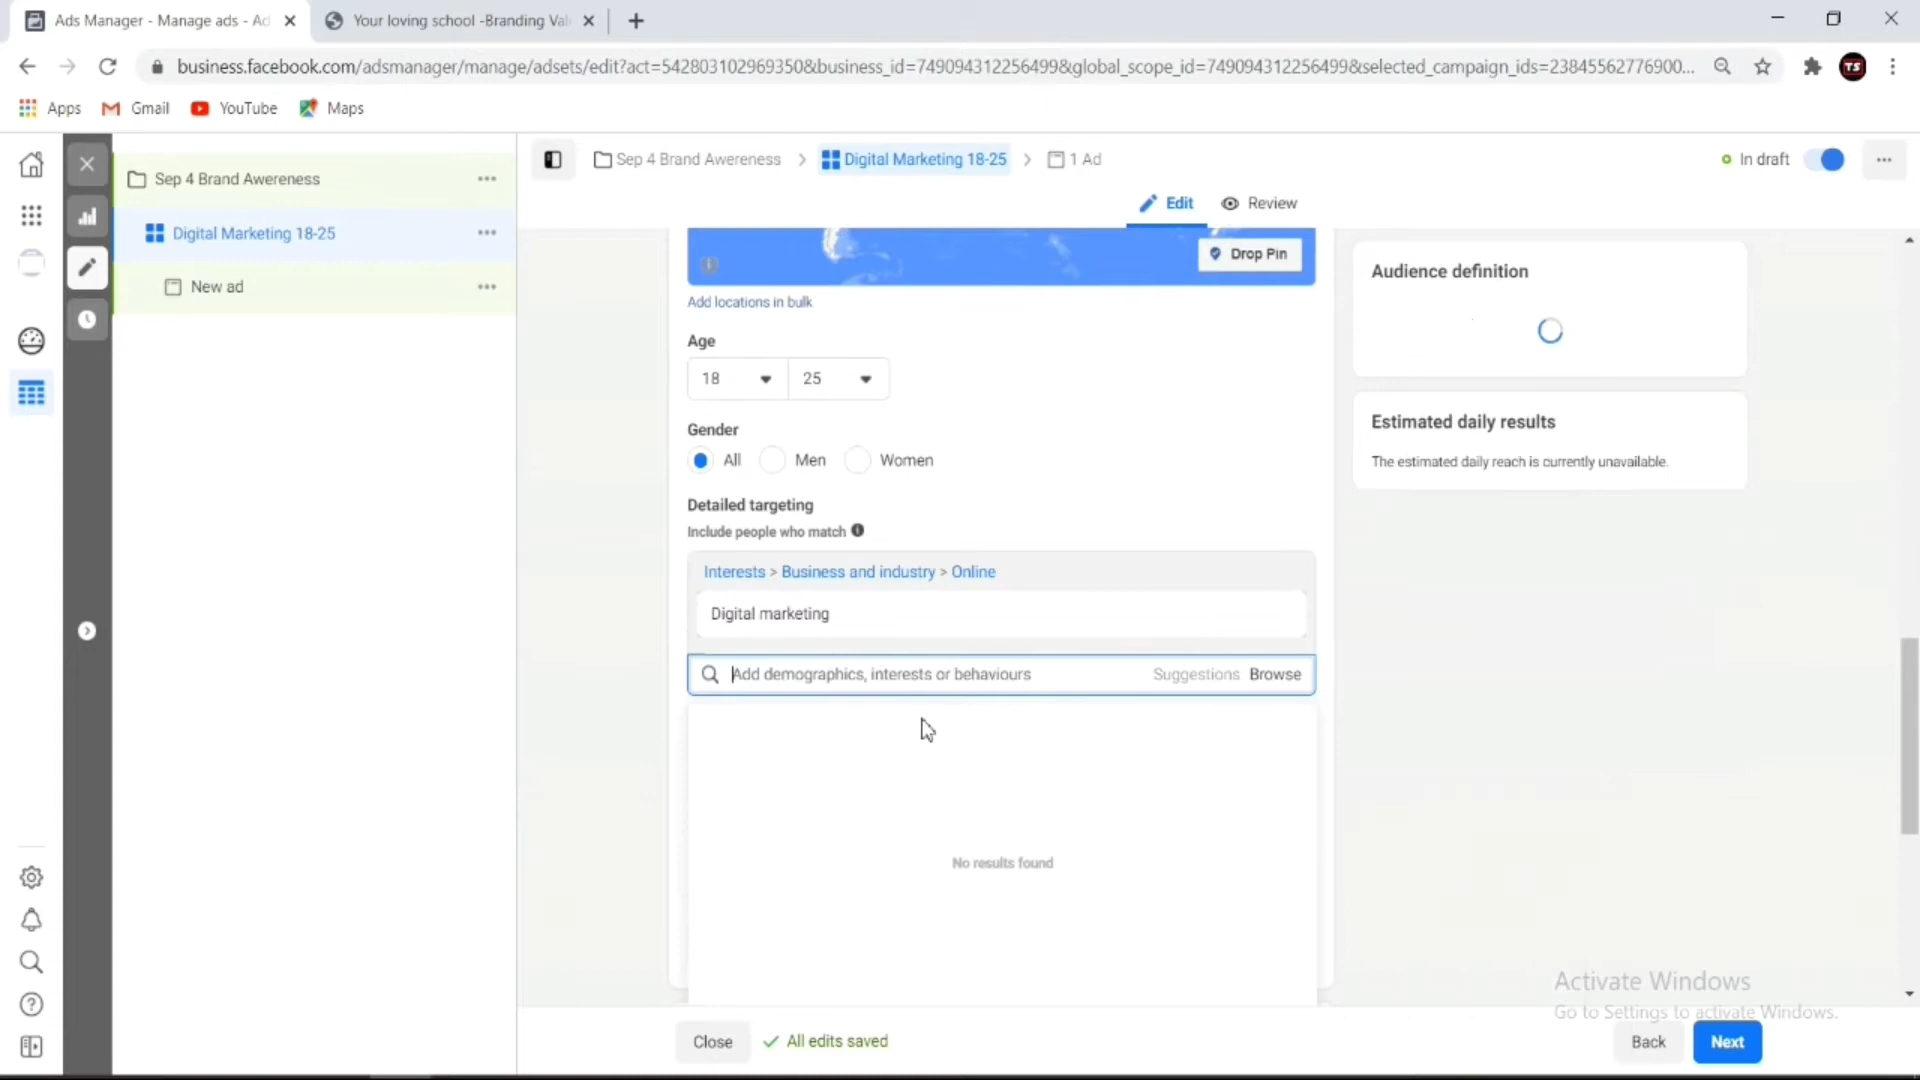 Ads Manager - Manage ads - Ad
Your loving school -Branding Val
business.facebook.com/adsmanager/manage/adsets/edit?act=542803102969350&business_id=749094312256499&global_scope_id=749094312256499&selected_campaign_ids=23845562776900...
TS
Apps
Gmail
YouTube
Maps
Sep 4 Brand Awereness
Digital Marketing 18-25
New ad
Sep 4 Brand Awereness
Digital Marketing 18-25
1 Ad
In draft
Edit
Review
Drop Pin
Add locations in bulk
Age
18
25
Gender
All
Men
Women
Detailed targeting
Include people who match
Interests > Business and industry > Online
Digital marketing
Add demographics, interests or behaviours
Suggestions
Browse
No results found
Audience definition
Estimated daily results
The estimated daily reach is currently unavailable.
Activate Windows
Go to Settings to activate Windows.
Close
All edits saved
Back
Next